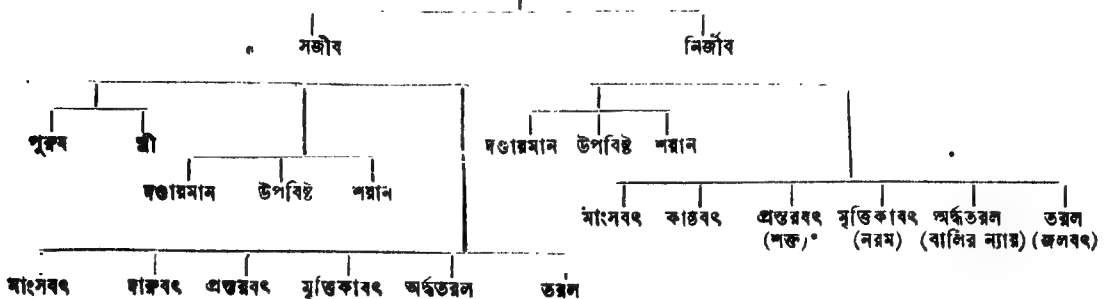 সজীব নির্জীব
পুরুষ স্ত্রী দণ্ডায়মান উপবিষ্ট শয়ান
দণ্ডায়মান উপবিষ্ট শয়ান
মাংসবৎ কাষ্ঠবৎ প্রস্তরবৎ মৃত্তিকাবৎ অর্দ্ধতরল তরল
(শক্ত) (নরম) (বালির ন্যায়) (জলবৎ)
মাংসবৎ দারুবৎ প্রস্তরবৎ মৃত্তিকাবৎ অর্দ্ধতরল তরল